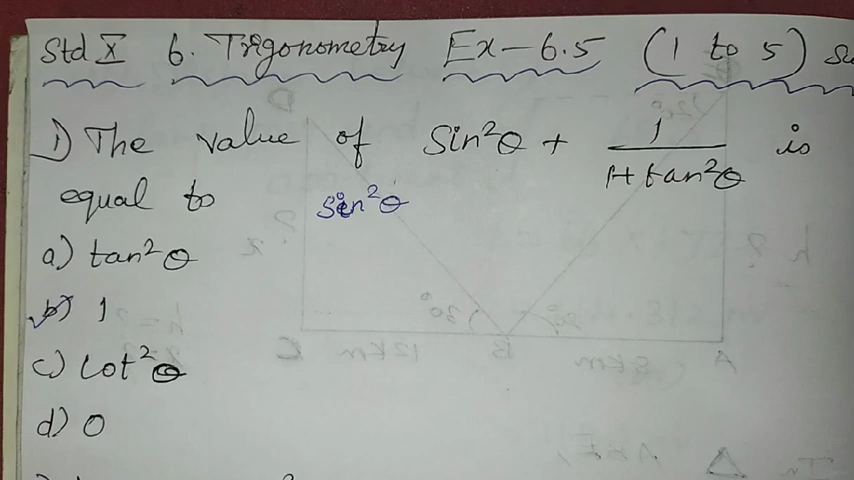 Std X 6. Trigonometry Ex-6.5 (1 to 5)
1) The value of Sin²θ + 1/1+tan²θ is
equal to sin²θ
a) tan²θ
b) 1
c) cot²θ
d) 0